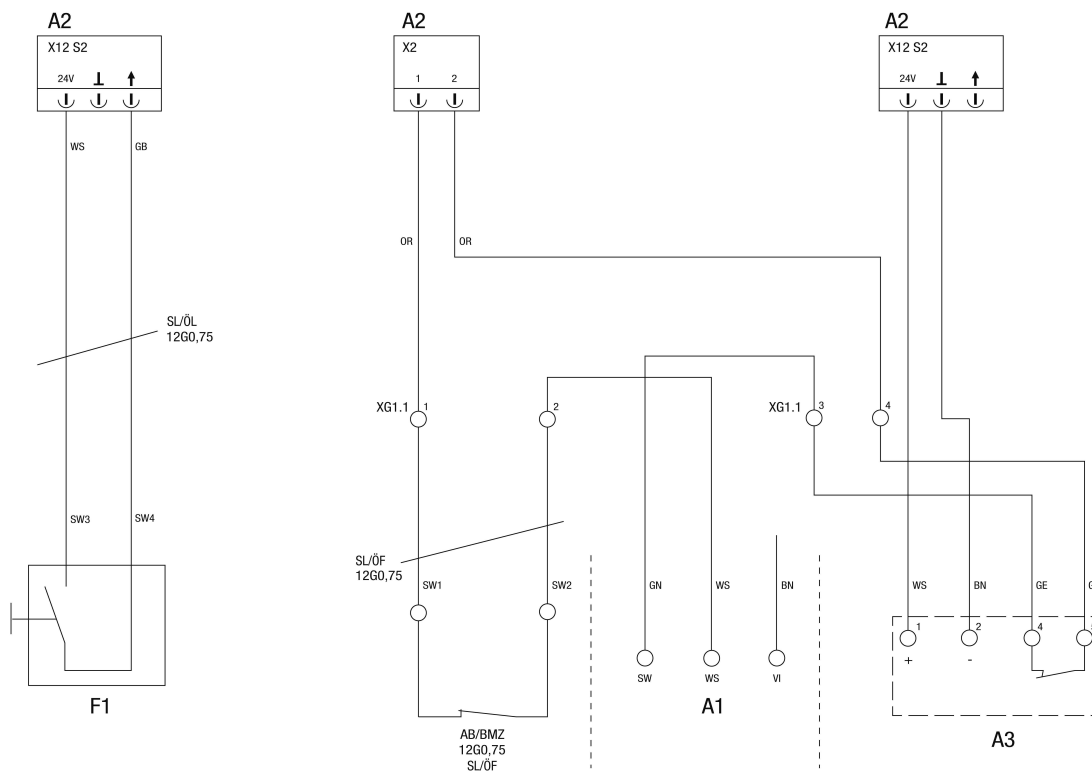 A2
X12 S2
24V
WS
GB
SL/ÖL
12G0,75
SW3
SW4
F1
A2
X2
1 2
OR
OR
XG1.1
1
2
SL/ÖF
12G0,75
SW1
SW2
AB/BMZ
12G0,75
SL/ÖF
GN
WS
BN
SW
WS
VI
A1
XG1.1
3
4
A2
X12 S2
24V
WS
BN
GE
1
2
4
+
-
A3